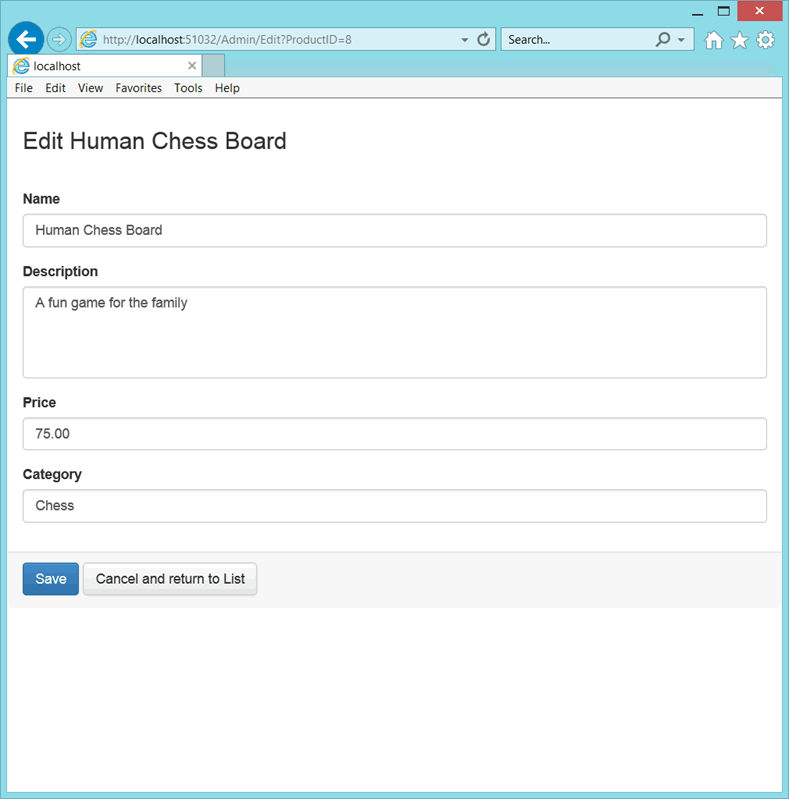 http://localhost:51032/Admin/Edit?ProductID=8
Search...
localhost
File Edit View Favorites Tools Help
Edit Human Chess Board
Name
Human Chess Board
Description
A fun game for the family
Price
75.00
Category
Chess
Save Cancel and return to List